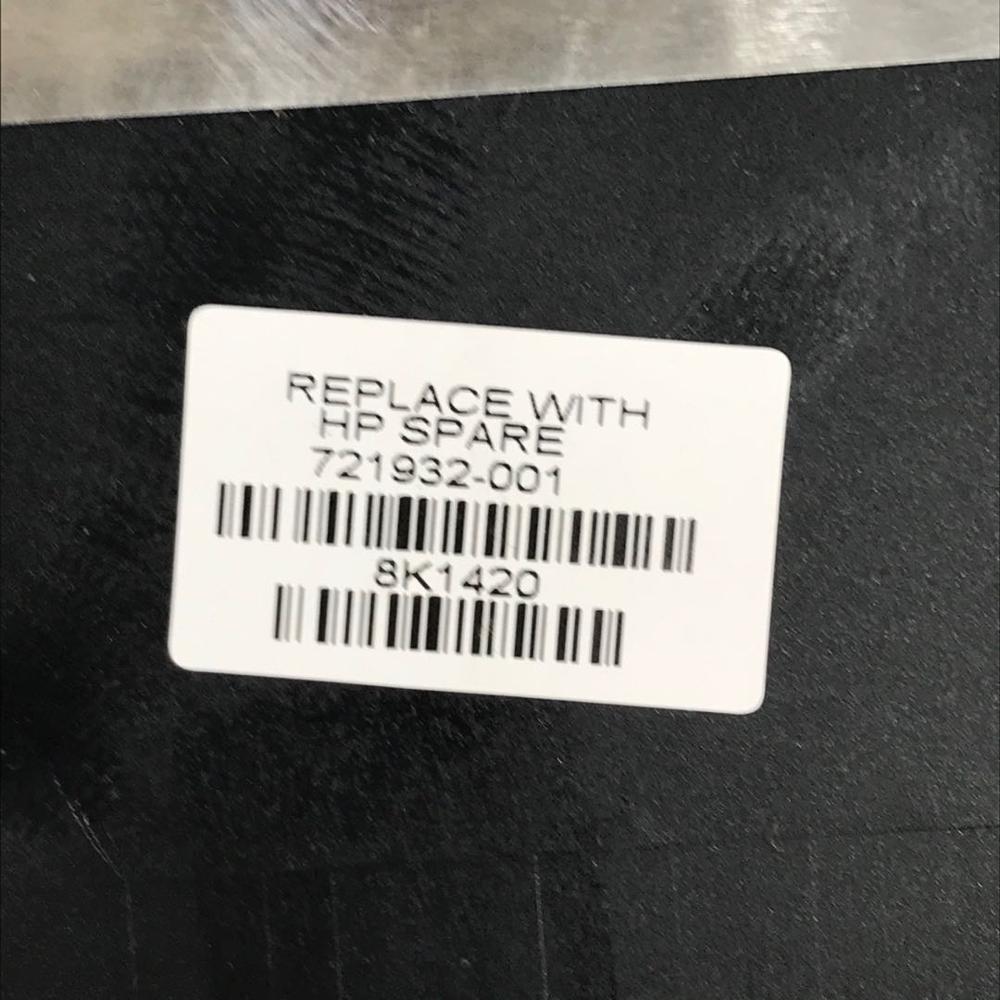 REPLACE WITH
HP SPARE
721932-001
8K1420